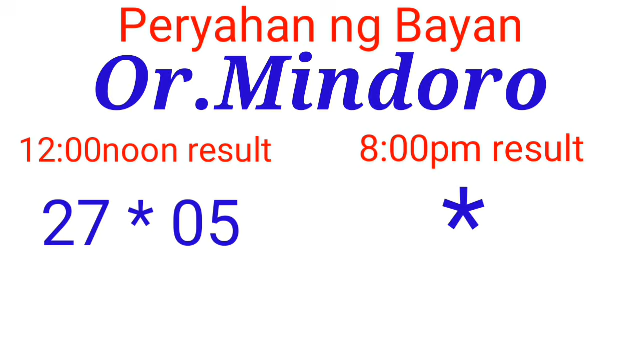 Peryahan ng Bayan
Or.Mindoro
12:00noon result
8:00pm result
27 * 05
*